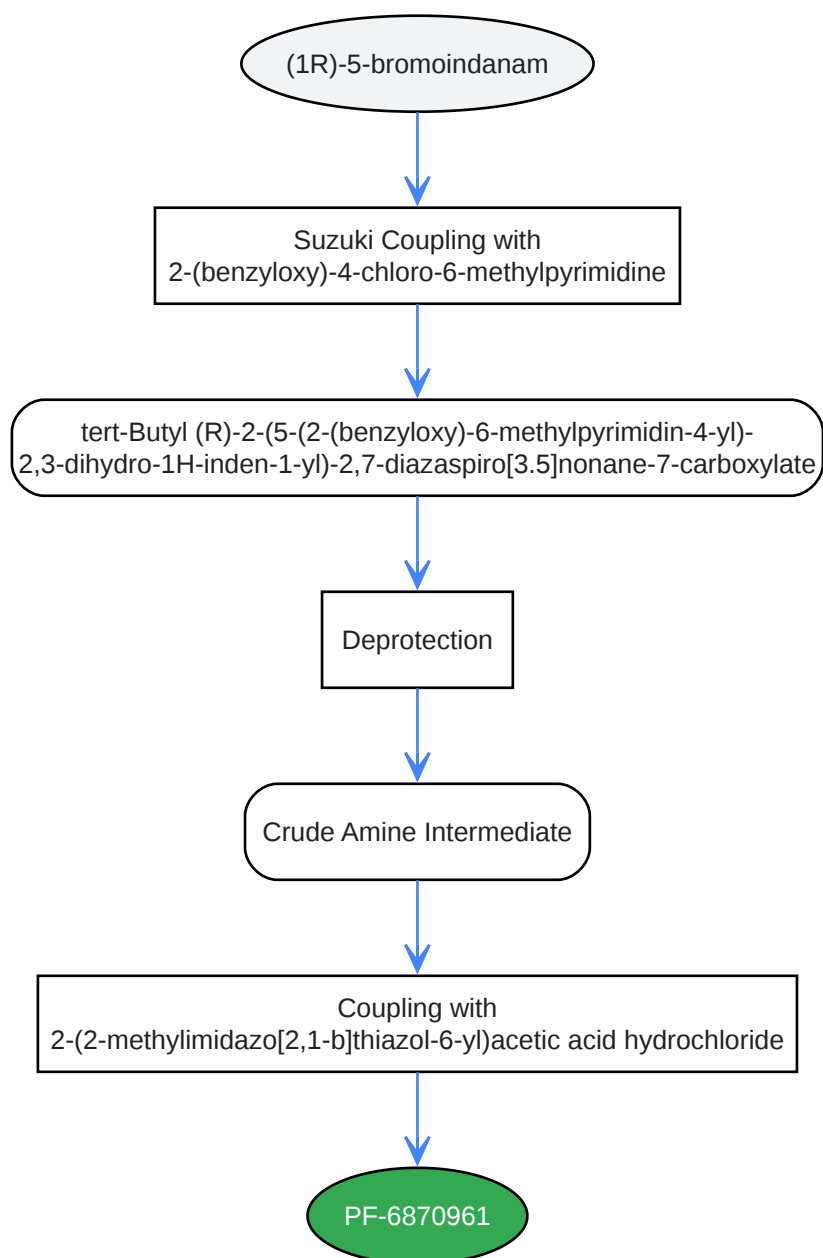 (1R)-5-bromoindanam
Suzuki Coupling with
2-(benzyloxy)-4-chloro-6-methylpyrimidine
tert-Butyl (R)-2-(5-(2-(benzyloxy)-6-methylpyrimidin-4-yl)-
2,3-dihydro-1H-inden-1-yl)-2,7-diazaspiro[3.5]nonane-7-carboxylate
Deprotection
Crude Amine Intermediate
Coupling with
2-(2-methylimidazo[2,1-b]thiazol-6-yl)acetic acid hydrochloride
PF-6870961